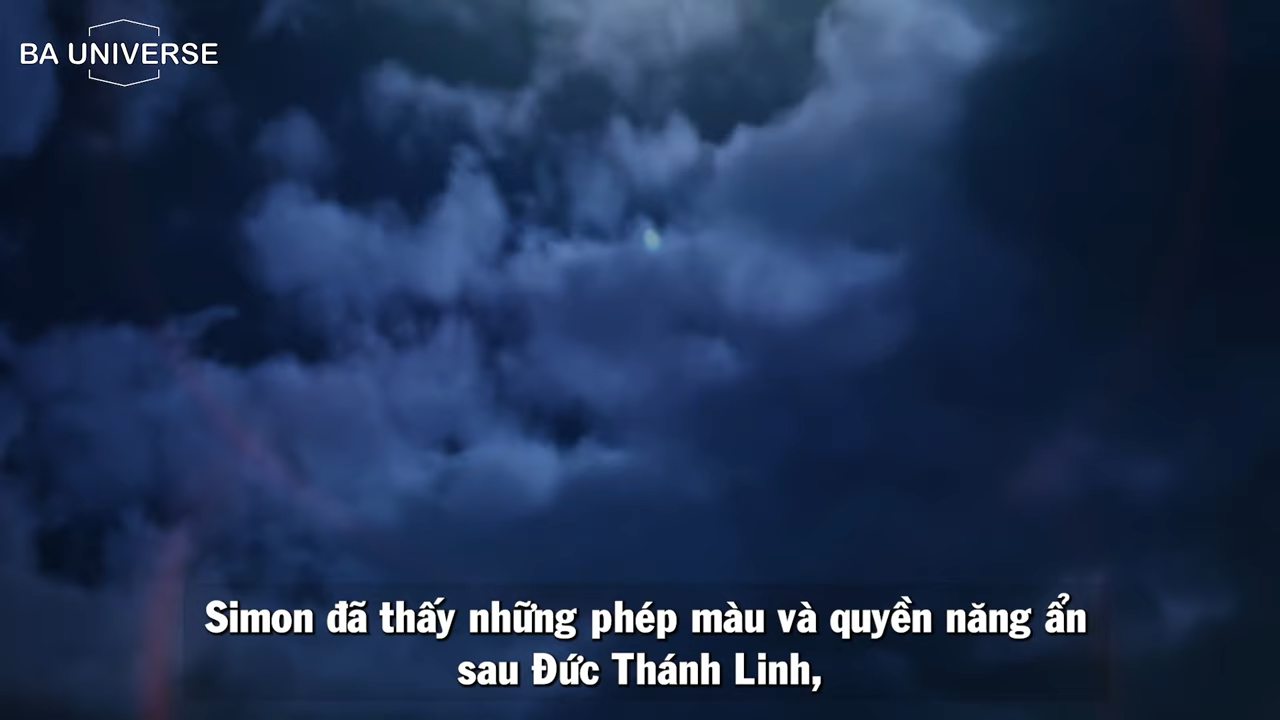 BA UNIVERSE
Simon đã thấy những phép màu và quyền năng ẩn
sau Đức Thánh Linh,